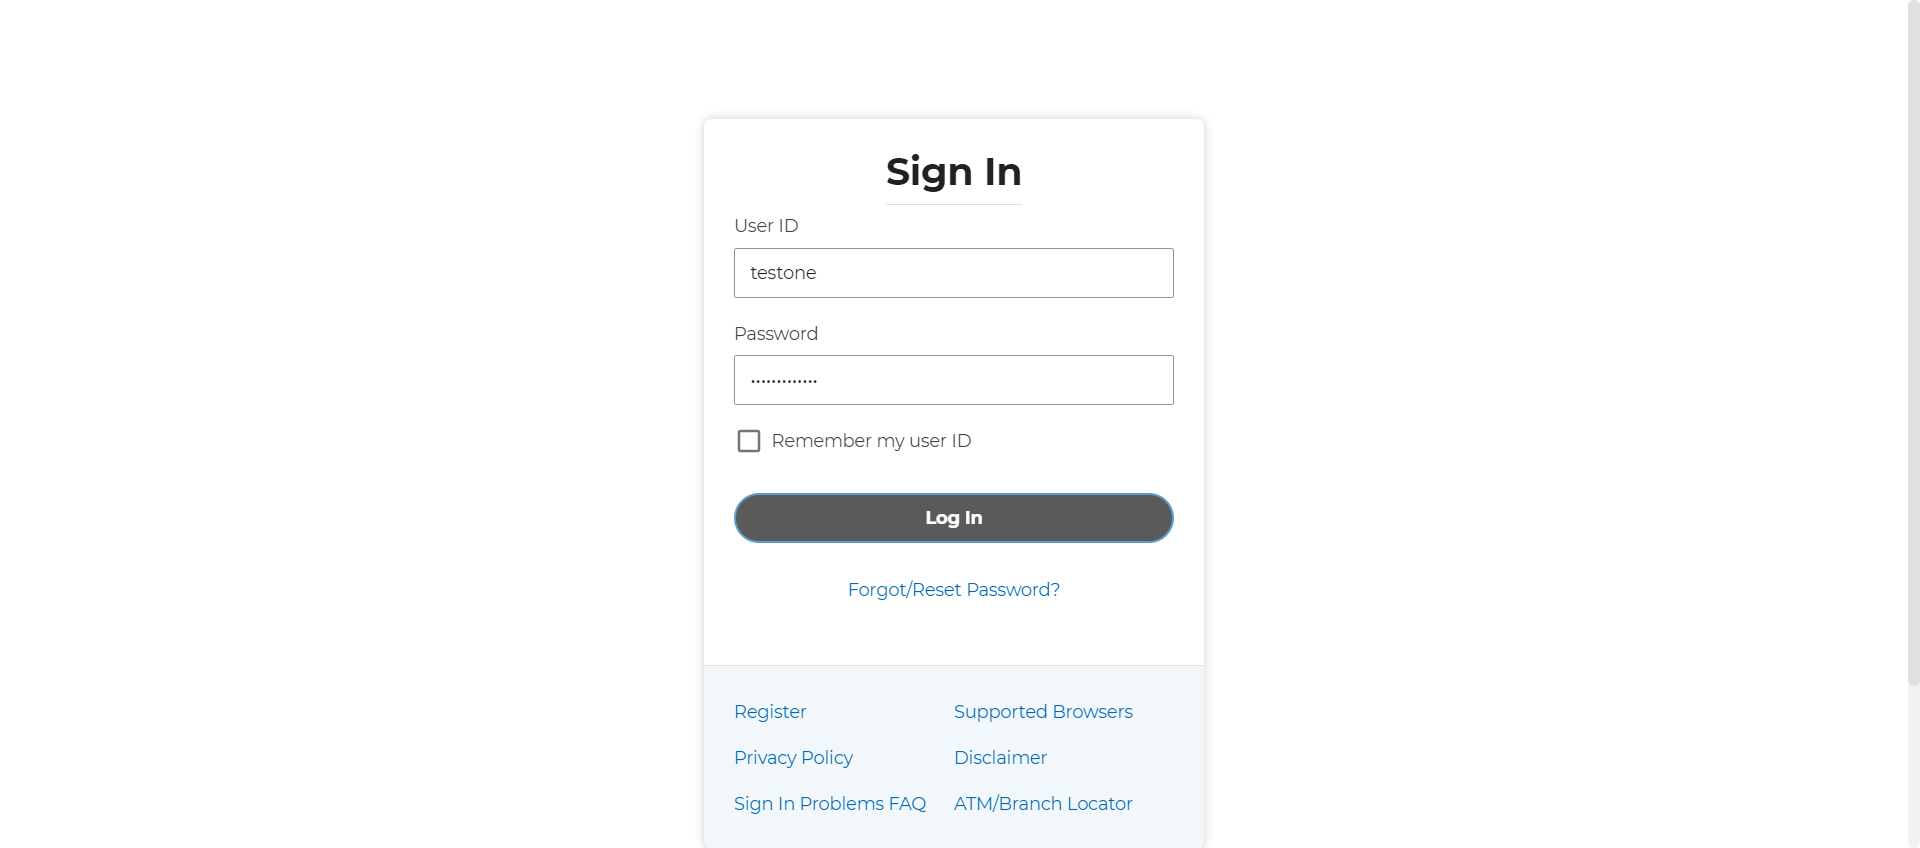 Sign In
User ID
testone
Password
•••••••••••••
Remember my user ID
Log In
Forgot/Reset Password?
Register
Supported Browsers
Privacy Policy
Disclaimer
Sign In Problems FAQ
ATM/Branch Locator